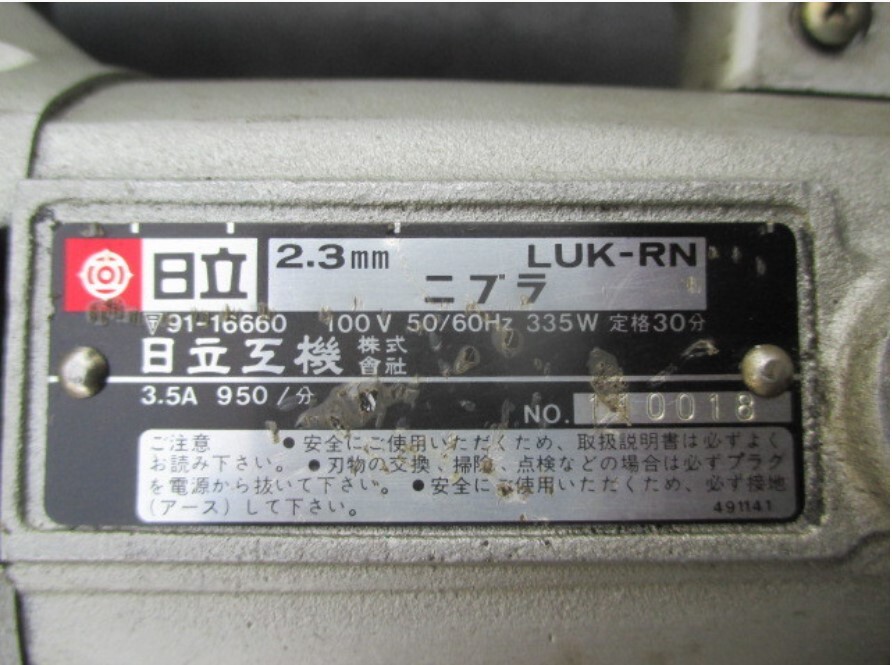 日立 2.3mm LUK-RN
ニブラ
▽91-16660 100V 50/60Hz 335W 定格30分
日立工機 株式會社
3.5A 950/分
NO. 110018
ご注意 ●安全にご使用いただくため、取扱説明書は必ずよく
お読み下さい。●刃物の交換、掃除、点検などの場合は必ずプラグ
を電源から抜いて下さい。●安全にご使用いただくため、必ず接地
(アース)して下さい。 491141